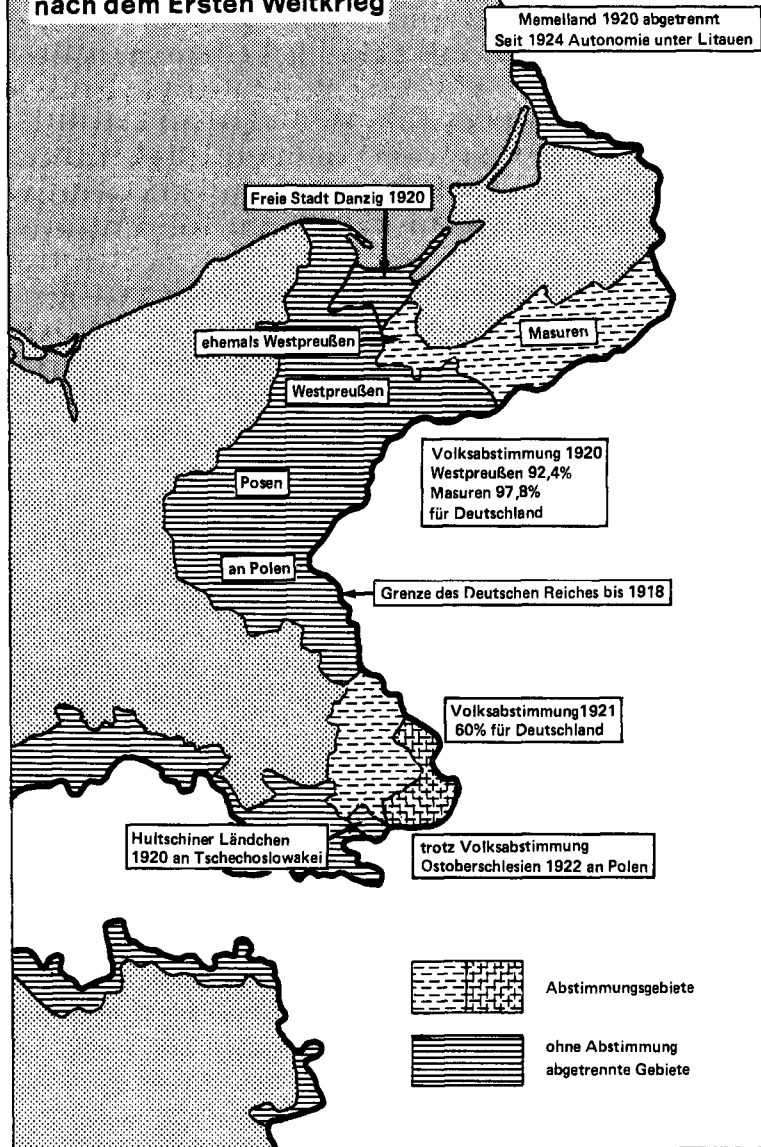 nach dem Ersten Weltkrieg
Memelland 1920 abgetrennt
Seit 1924 Autonomie unter Litauen
Freie Stadt Danzig 1920
ehemals Westpreußen
Masuren
Westpreußen
Volksabstimmung 1920
Westpreußen 92,4%
Masuren 97,8%
für Deutschland
Posen
an Polen
Grenze des Deutschen Reiches bis 1918
Volksabstimmung 1921
60% für Deutschland
Hultschiner Ländchen
1920 an Tschechoslowakei
trotz Volksabstimmung
Ostoberschlesien 1922 an Polen
Abstimmungsgebiete
ohne Abstimmung
abgetrennte Gebiete